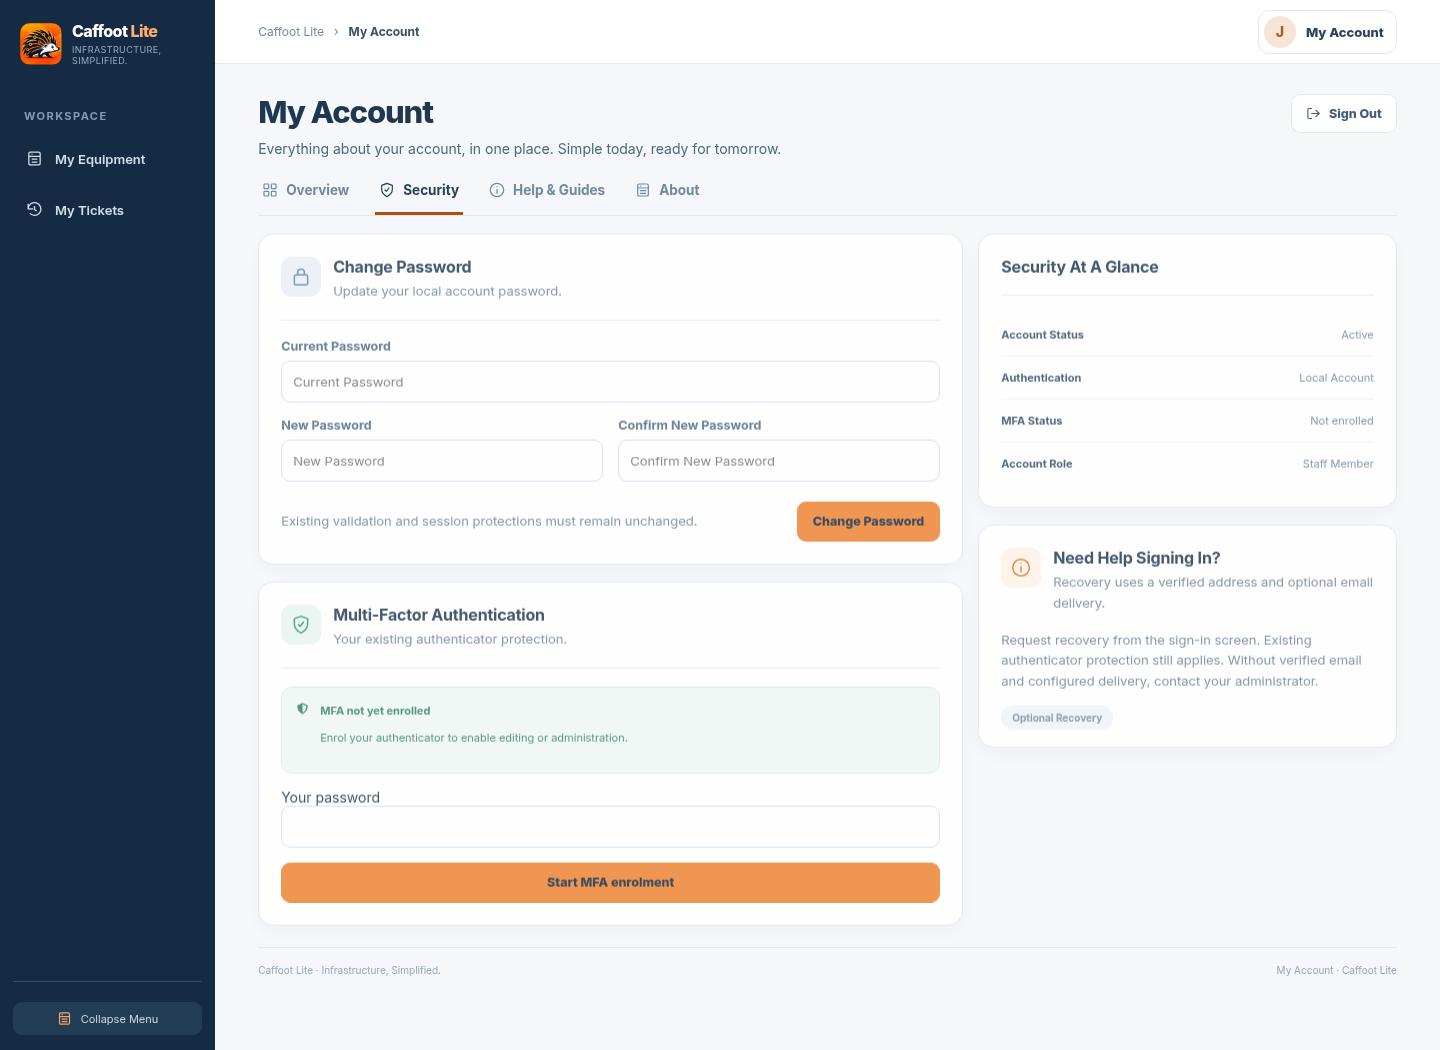 Caffoot Lite
INFRASTRUCTURE,
SIMPLIFIED.
WORKSPACE
My Equipment
My Tickets
Collapse Menu
Caffoot Lite › My Account
J My Account
My Account
Sign Out
Everything about your account, in one place. Simple today, ready for tomorrow.
Overview Security Help & Guides About
Change Password
Update your local account password.
Current Password
Current Password
New Password Confirm New Password
New Password Confirm New Password
Existing validation and session protections must remain unchanged. Change Password
Multi-Factor Authentication
Your existing authenticator protection.
MFA not yet enrolled
Enrol your authenticator to enable editing or administration.
Your password
Start MFA enrolment
Security At A Glance
Account Status Active
Authentication Local Account
MFA Status Not enrolled
Account Role Staff Member
Need Help Signing In?
Recovery uses a verified address and optional email
delivery.
Request recovery from the sign-in screen. Existing
authenticator protection still applies. Without verified email
and configured delivery, contact your administrator.
Optional Recovery
Caffoot Lite · Infrastructure, Simplified. My Account · Caffoot Lite